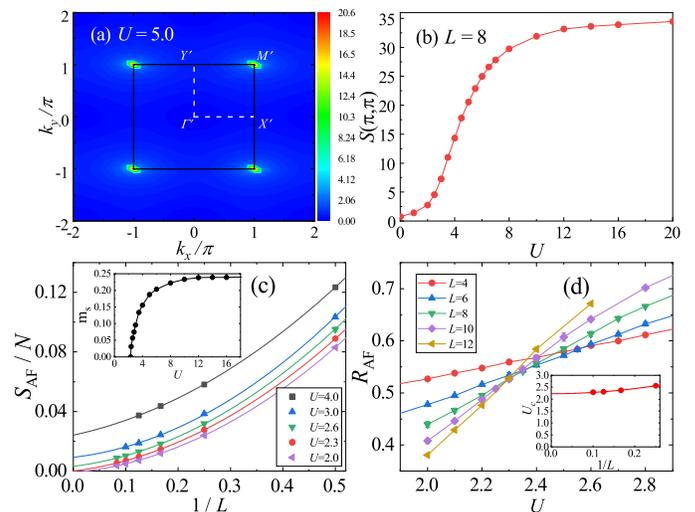 (a) U = 5.0
Y′ M′
Γ′ X′
k_y/π
2
1
0
-1
-2
-2 -1 0 1 2
k_x/π
20.6
18.5
16.5
14.4
12.4
10.3
8.24
6.18
4.12
2.06
0.00
(b) L = 8
S(π,π)
35
30
25
20
15
10
5
0
0 4 8 12 16 20
U
(c)
S_AF / N
0.12
0.08
0.04
0.00
0.0 0.1 0.2 0.3 0.4 0.5
1 / L
m_s
0.25
0.20
0.15
0.10
0.05
0.00
0 4 8 12 16
U
U=4.0
U=3.0
U=2.6
U=2.3
U=2.0
(d)
R_AF
0.7
0.6
0.5
0.4
2.0 2.2 2.4 2.6 2.8
U
L=4
L=6
L=8
L=10
L=12
U_c
3.0
2.5
2.0
1.5
1.0
0.5
0.0
0.0 0.1 0.2
1/L